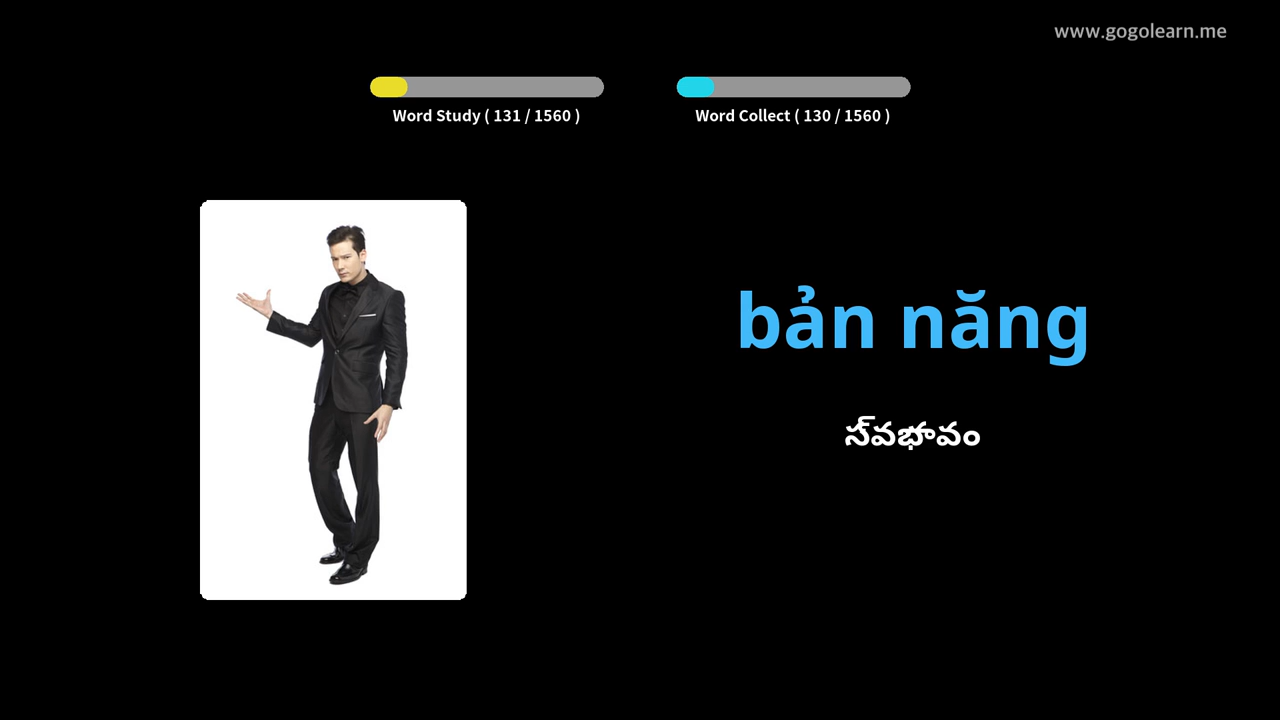 www.gogolearn.me
Word Study ( 131 / 1560 )
Word Collect ( 130 / 1560 )
bản năng
స్‌వభావం